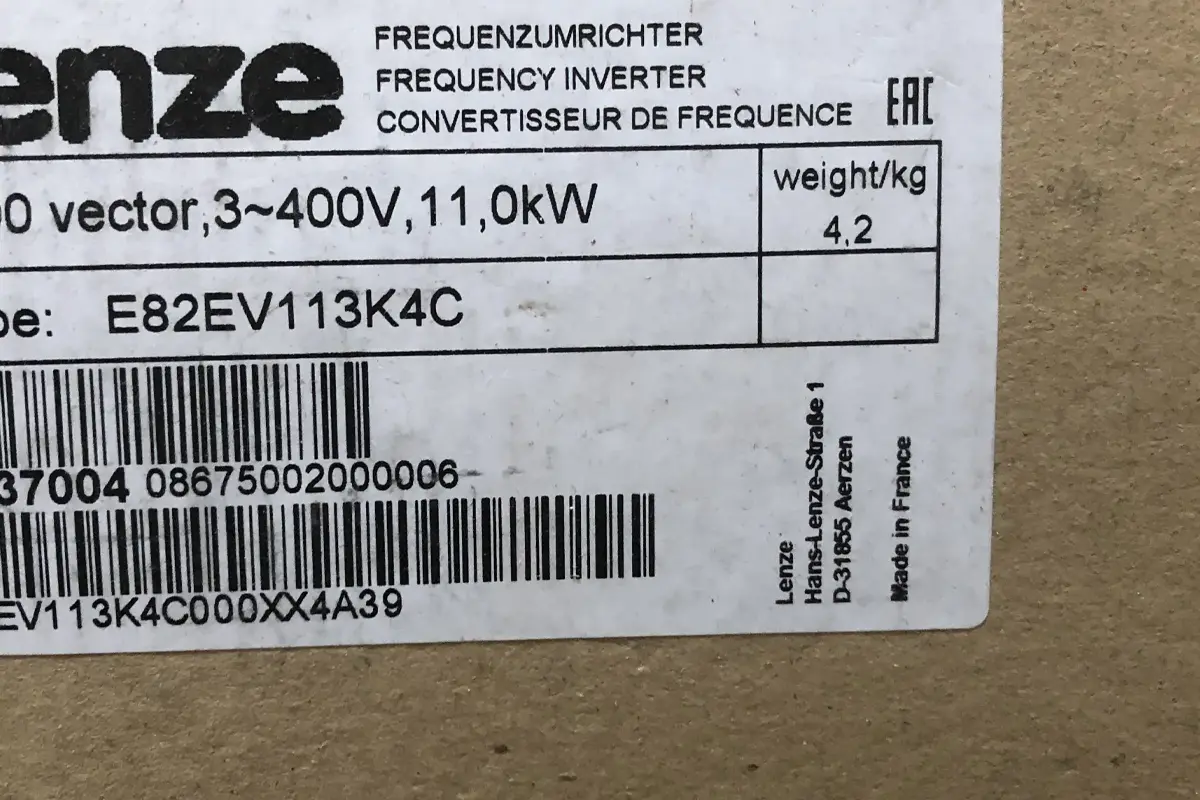 enze
FREQUENZUMRICHTER
FREQUENCY INVERTER
CONVERTISSEUR DE FREQUENCE
EAC
00 vector,3~400V,11,0kW
weight/kg
4,2
pe: E82EV113K4C
37004 08675002000006
EV113K4C000XX4A39
Lenze
Hans-Lenze-Straße 1
D-31855 Aerzen
Made in France